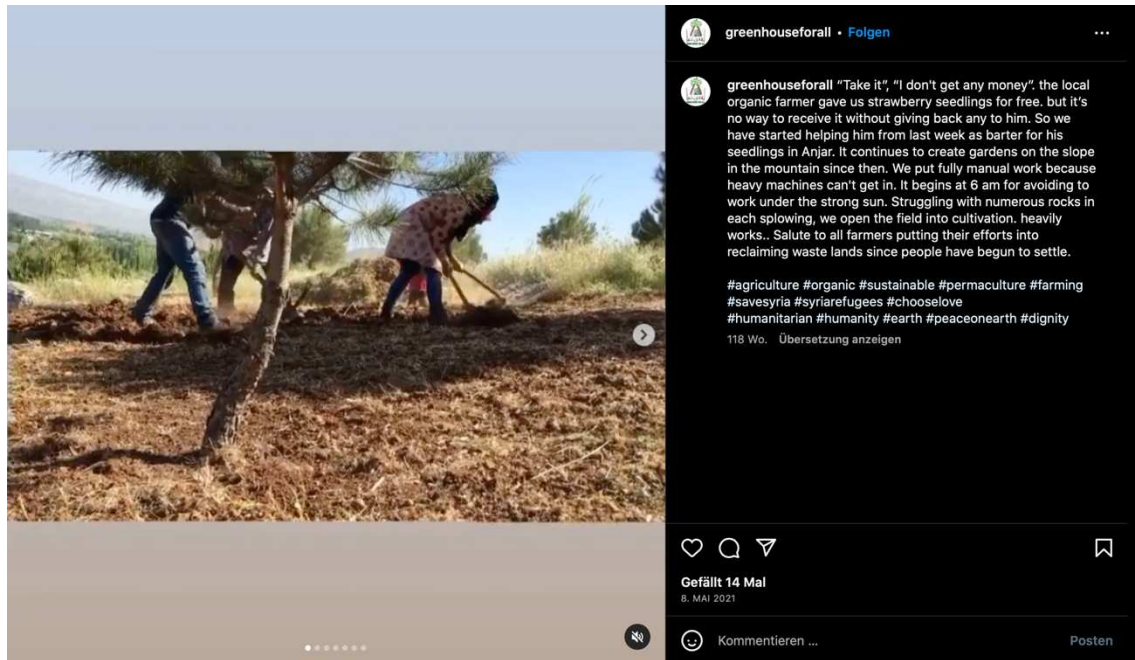 greenhouseforall • Folgen
greenhouseforall “Take it”, “I don't get any money”. the local
organic farmer gave us strawberry seedlings for free. but it’s
no way to receive it without giving back any to him. So we
have started helping him from last week as barter for his
seedlings in Anjar. It continues to create gardens on the slope
in the mountain since then. We put fully manual work because
heavy machines can't get in. It begins at 6 am for avoiding to
work under the strong sun. Struggling with numerous rocks in
each splowing, we open the field into cultivation. heavily
works.. Salute to all farmers putting their efforts into
reclaiming waste lands since people have begun to settle.
#agriculture #organic #sustainable #permaculture #farming
#savesyria #syriarefugees #chooselove
#humanitarian #humanity #earth #peaceonearth #dignity
118 Wo. Übersetzung anzeigen
Gefällt 14 Mal
8. MAI 2021
Kommentieren ...
Posten